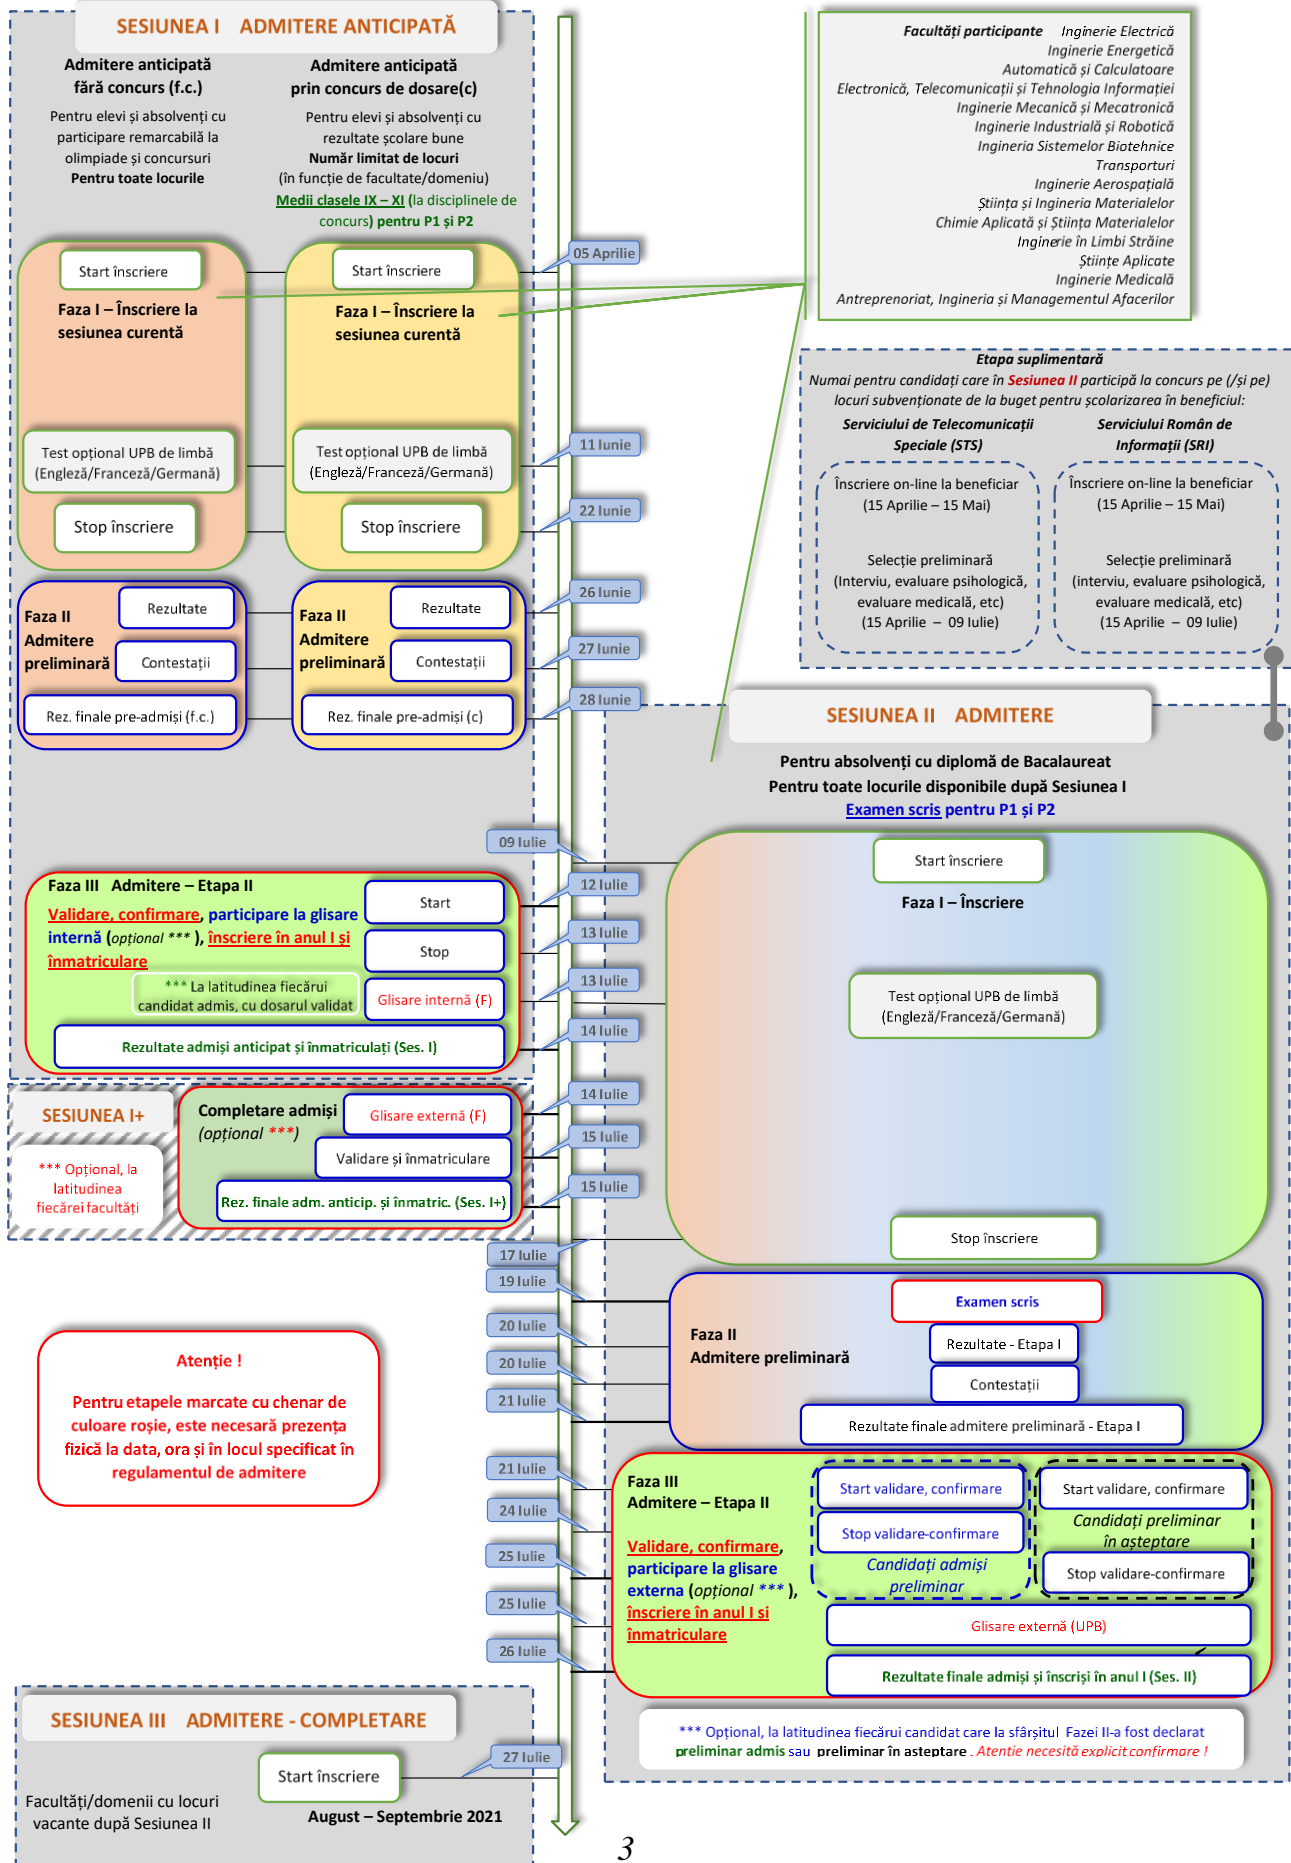 SESIUNEA I    ADMITERE ANTICIPATĂ
Admitere anticipată
fără concurs (f.c.)
Pentru elevi și absolvenți cu
participare remarcabilă la
olimpiade și concursuri
Pentru toate locurile
Admitere anticipată
prin concurs de dosare(c)
Pentru elevi și absolvenți cu
rezultate școlare bune
Număr limitat de locuri
(în funcție de facultate/domeniu)
Medii clasele IX – XI (la disciplinele de
concurs) pentru P1 și P2
Facultăți participante    Inginerie Electrică
Inginerie Energetică
Automatică și Calculatoare
Electronică, Telecomunicații și Tehnologia Informației
Inginerie Mecanică și Mecatronică
Inginerie Industrială și Robotică
Ingineria Sistemelor Biotehnice
Transporturi
Inginerie Aerospațială
Știința și Ingineria Materialelor
Chimie Aplicată și Știința Materialelor
Inginerie în Limbi Străine
Științe Aplicate
Inginerie Medicală
Antreprenoriat, Ingineria și Managementul Afacerilor
Start înscriere
Faza I – Înscriere la
sesiunea curentă
Test opțional UPB de limbă
(Engleză/Franceză/Germană)
Stop înscriere
Start înscriere
Faza I – Înscriere la
sesiunea curentă
Test opțional UPB de limbă
(Engleză/Franceză/Germană)
Stop înscriere
05 Aprilie
11 Iunie
22 Iunie
Etapa suplimentară
Numai pentru candidați care în Sesiunea II participă la concurs pe (/și pe)
locuri subvenționate de la buget pentru școlarizarea în beneficiul:
Serviciului de Telecomunicații
Speciale (STS)
Înscriere on-line la beneficiar
(15 Aprilie – 15 Mai)
Selecție preliminară
(Interviu, evaluare psihologică,
evaluare medicală, etc)
(15 Aprilie  –  09 Iulie)
Serviciului Român de
Informații (SRI)
Înscriere on-line la beneficiar
(15 Aprilie – 15 Mai)
Selecție preliminară
(interviu, evaluare psihologică,
evaluare medicală, etc)
(15 Aprilie  –  09 Iulie)
Faza II
Admitere
preliminară
Rezultate
Contestații
Rez. finale pre-admiși (f.c.)
Faza II
Admitere
preliminară
Rezultate
Contestații
Rez. finale pre-admiși (c)
26 Iunie
27 Iunie
28 Iunie
SESIUNEA II    ADMITERE
Pentru absolvenți cu diplomă de Bacalaureat
Pentru toate locurile disponibile după Sesiunea I
Examen scris pentru P1 și P2
09 Iulie
Start înscriere
Faza I – Înscriere
Test opțional UPB de limbă
(Engleză/Franceză/Germană)
Stop înscriere
Faza III   Admitere – Etapa II
Validare, confirmare, participare la glisare
internă (opțional *** ), înscriere în anul I și
înmatriculare
*** La latitudinea fiecărui
candidat admis, cu dosarul validat
Start
Stop
Glisare internă (F)
Rezultate admiși anticipat și înmatriculați (Ses. I)
12 Iulie
13 Iulie
13 Iulie
14 Iulie
SESIUNEA I+
*** Opțional, la
latitudinea
fiecărei facultăți
Completare admiși
(opțional ***)
Glisare externă (F)
Validare și înmatriculare
Rez. finale adm. anticip. și înmatric. (Ses. I+)
14 Iulie
15 Iulie
15 Iulie
17 Iulie
19 Iulie
20 Iulie
20 Iulie
21 Iulie
Faza II
Admitere preliminară
Examen scris
Rezultate - Etapa I
Contestații
Rezultate finale admitere preliminară - Etapa I
Atenție !
Pentru etapele marcate cu chenar de
culoare roșie, este necesară prezența
fizică la data, ora și în locul specificat în
regulamentul de admitere
21 Iulie
24 Iulie
25 Iulie
25 Iulie
26 Iulie
Faza III
Admitere – Etapa II
Validare, confirmare,
participare la glisare
externa (opțional *** ),
înscriere în anul I si
înmatriculare
Start validare, confirmare
Stop validare-confirmare
Candidați admiși
preliminar
Start validare, confirmare
Candidați preliminar
în așteptare
Stop validare-confirmare
Glisare externă (UPB)
Rezultate finale admiși și înscriși în anul I (Ses. II)
*** Opțional, la latitudinea fiecărui candidat care la sfârșitul  Fazei II-a fost declarat
preliminar admis sau preliminar în asteptare . Atenție necesită explicit confirmare !
SESIUNEA III    ADMITERE - COMPLETARE
Start înscriere
27 Iulie
Facultăți/domenii cu locuri
vacante după Sesiunea II
August – Septembrie 2021
3